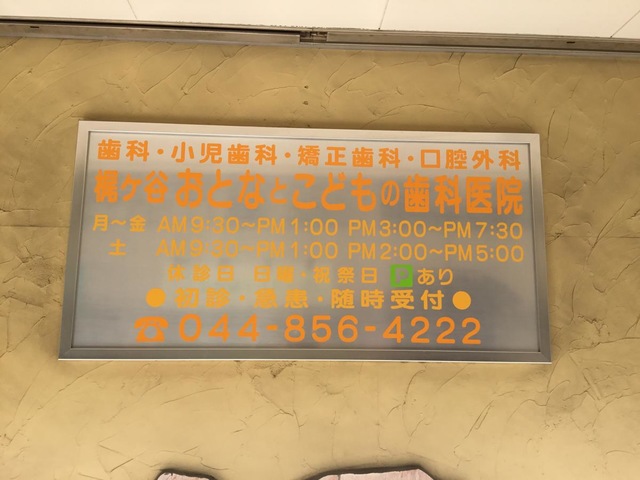 歯科・小児歯科・矯正歯科・口腔外科
梶ヶ谷 おとなとこどもの歯科医院
月～金 AM9:30～PM1:00 PM3:00～PM7:30
土 AM9:30～PM1:00 PM2:00～PM5:00
休診日 日曜・祝祭日 P あり
●初診・急患・随時受付●
☎044-856-4222